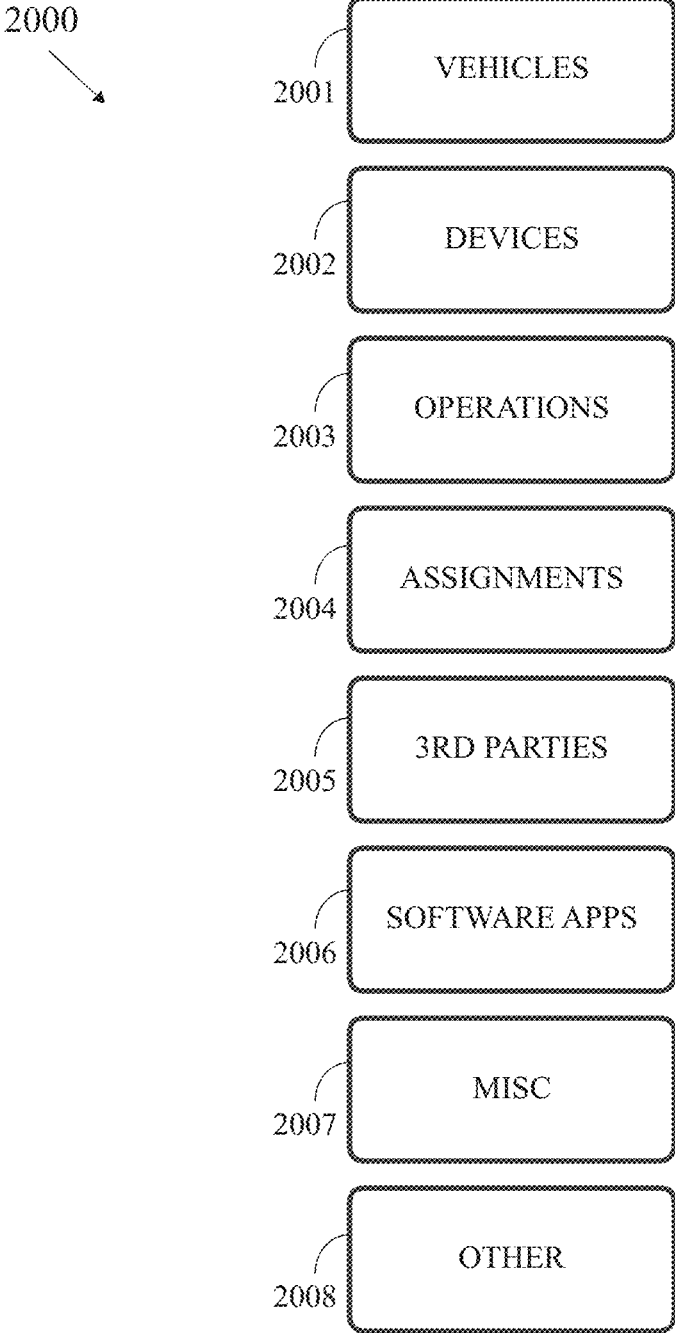 2000
VEHICLES
2001
DEVICES
2002
OPERATIONS
2003
ASSIGNMENTS
2004
3RD PARTIES
2005
SOFTWARE APPS
2006
MISC
2007
OTHER
2008